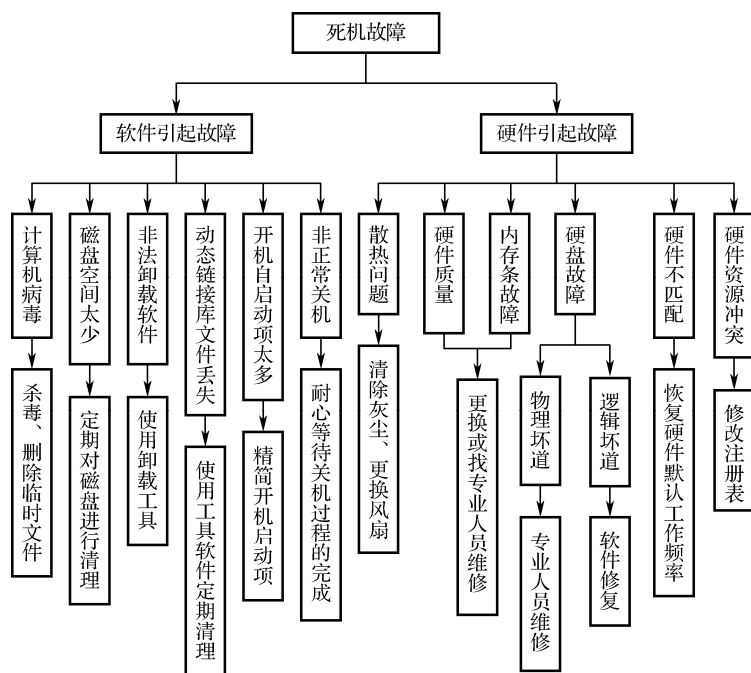 死机故障
软件引起故障
硬件引起故障
计算机病毒
磁盘空间太少
非法卸载软件
动态链接库文件丢失
开机自启动项太多
非正常关机
散热问题
硬件质量
内存条故障
硬盘故障
硬件不匹配
硬件资源冲突
杀毒、删除临时文件
定期对磁盘进行清理
使用卸载工具
使用工具软件定期清理
精简开机启动项
耐心等待关机过程的完成
清除灰尘、更换风扇
更换或找专业人员维修
物理坏道
逻辑坏道
恢复硬件默认工作频率
修改注册表
专业人员维修
软件修复